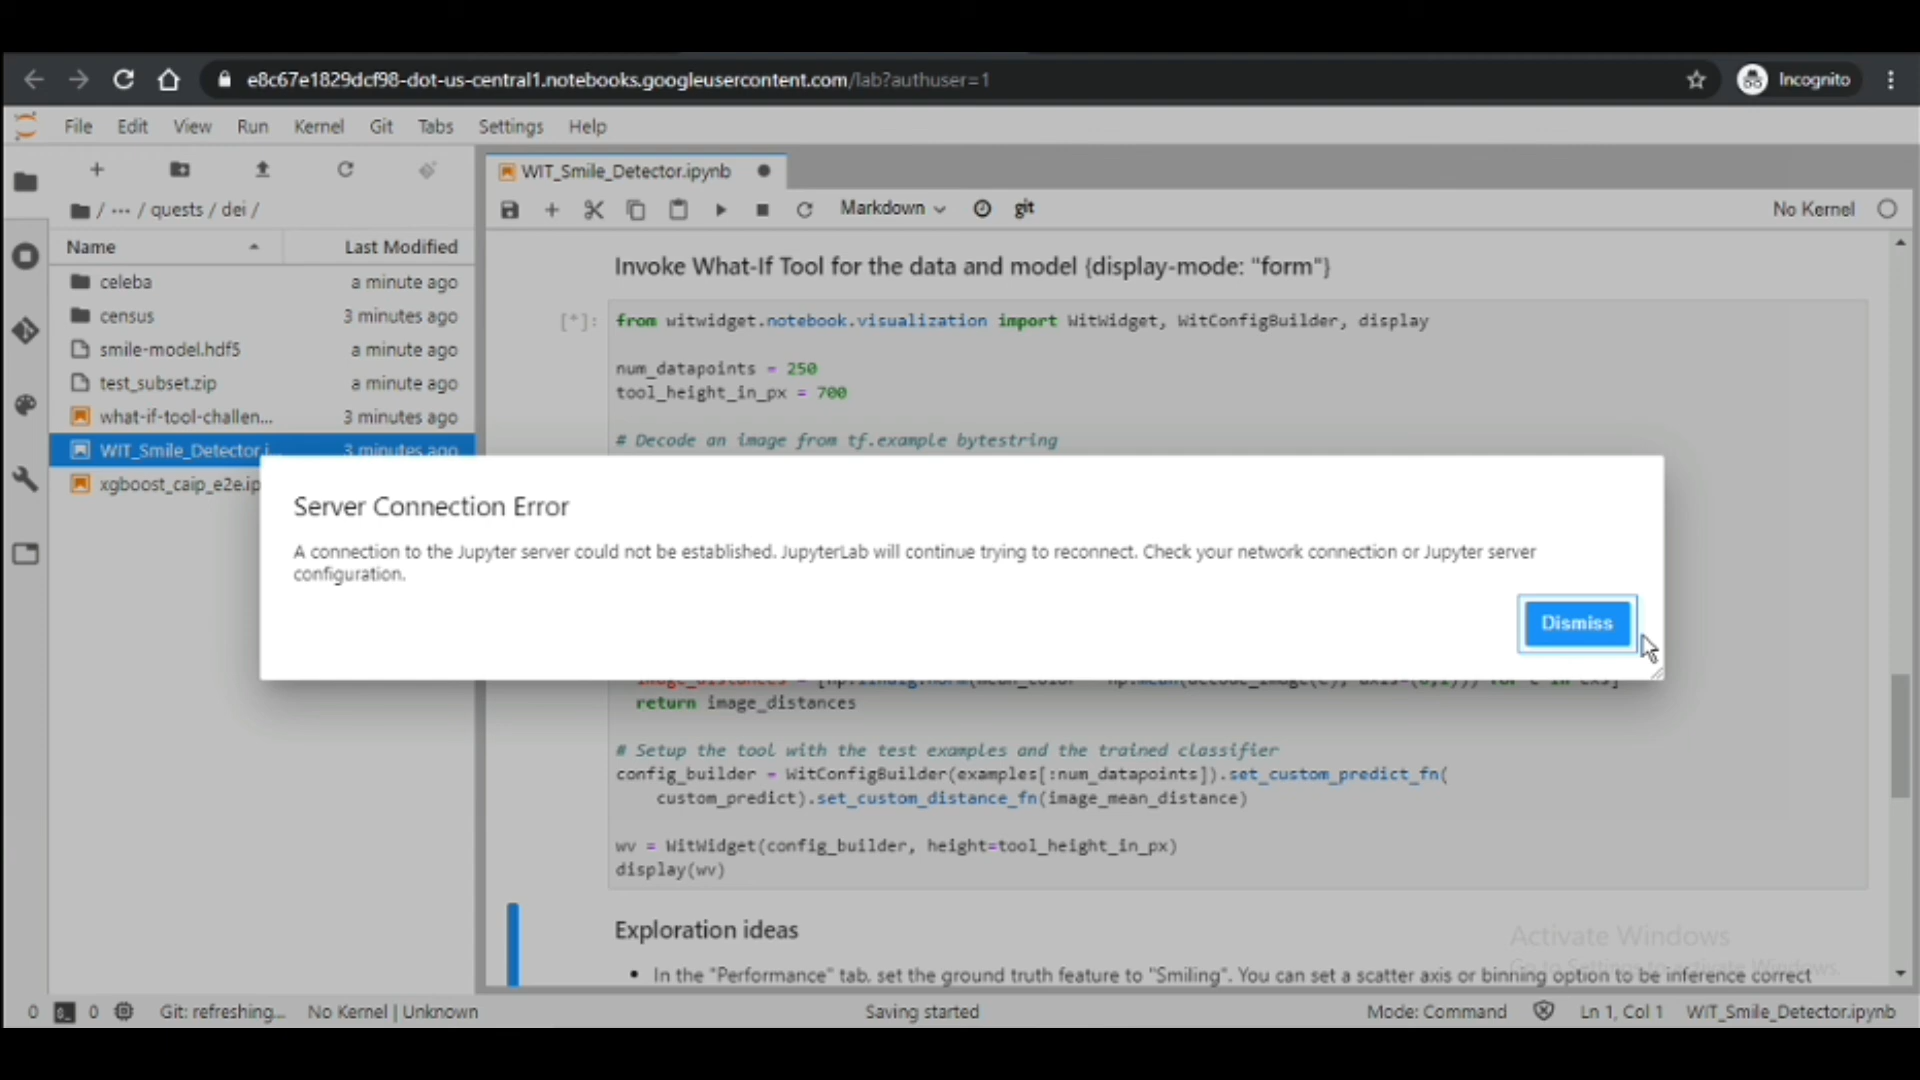 e8c67e1829dcf98-dot-us-central1.notebooks.googleusercontent.com/lab?authuser=1
Incognito
File Edit View Run Kernel Git Tabs Settings Help
WIT_Smile_Detector.ipynb
/ ··· / quests / dei /
Markdown
git
No Kernel
Name Last Modified
celeba a minute ago
census 3 minutes ago
smile-model.hdf5 a minute ago
test_subset.zip a minute ago
what-if-tool-challen... 3 minutes ago
WIT_Smile_Detector.i... 3 minutes ago
xgboost_caip_e2e.ip
Invoke What-If Tool for the data and model {display-mode: "form"}
[*]:
from witwidget.notebook.visualization import WitWidget, WitConfigBuilder, display
num_datapoints = 250
tool_height_in_px = 700
# Decode an image from tf.example bytestring
Server Connection Error
A connection to the Jupyter server could not be established. JupyterLab will continue trying to reconnect. Check your network connection or Jupyter server
configuration.
Dismiss
return image_distances
# Setup the tool with the test examples and the trained classifier
config_builder = WitConfigBuilder(examples[:num_datapoints]).set_custom_predict_fn(
custom_predict).set_custom_distance_fn(image_mean_distance)
wv = WitWidget(config_builder, height=tool_height_in_px)
display(wv)
Exploration ideas
Activate Windows
• In the "Performance" tab, set the ground truth feature to "Smiling". You can set a scatter axis or binning option to be inference correct
0 0 Git: refreshing... No Kernel | Unknown Saving started Mode: Command Ln 1, Col 1 WIT_Smile_Detector.ipynb